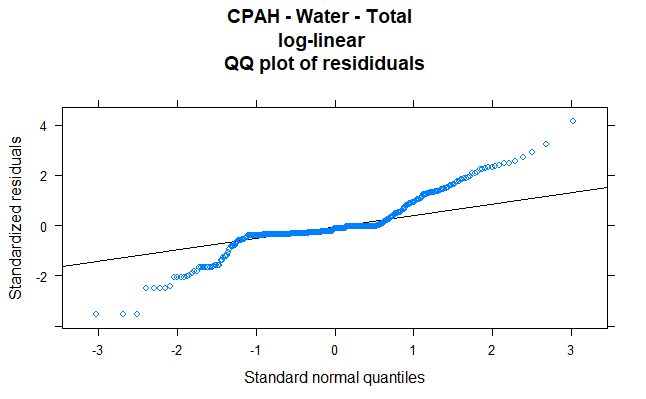 CPAH - Water - Total
log-linear
QQ plot of resididuals
Standardized residuals
4
2
0
-2
-3
-2
-1
0
1
2
3
Standard normal quantiles